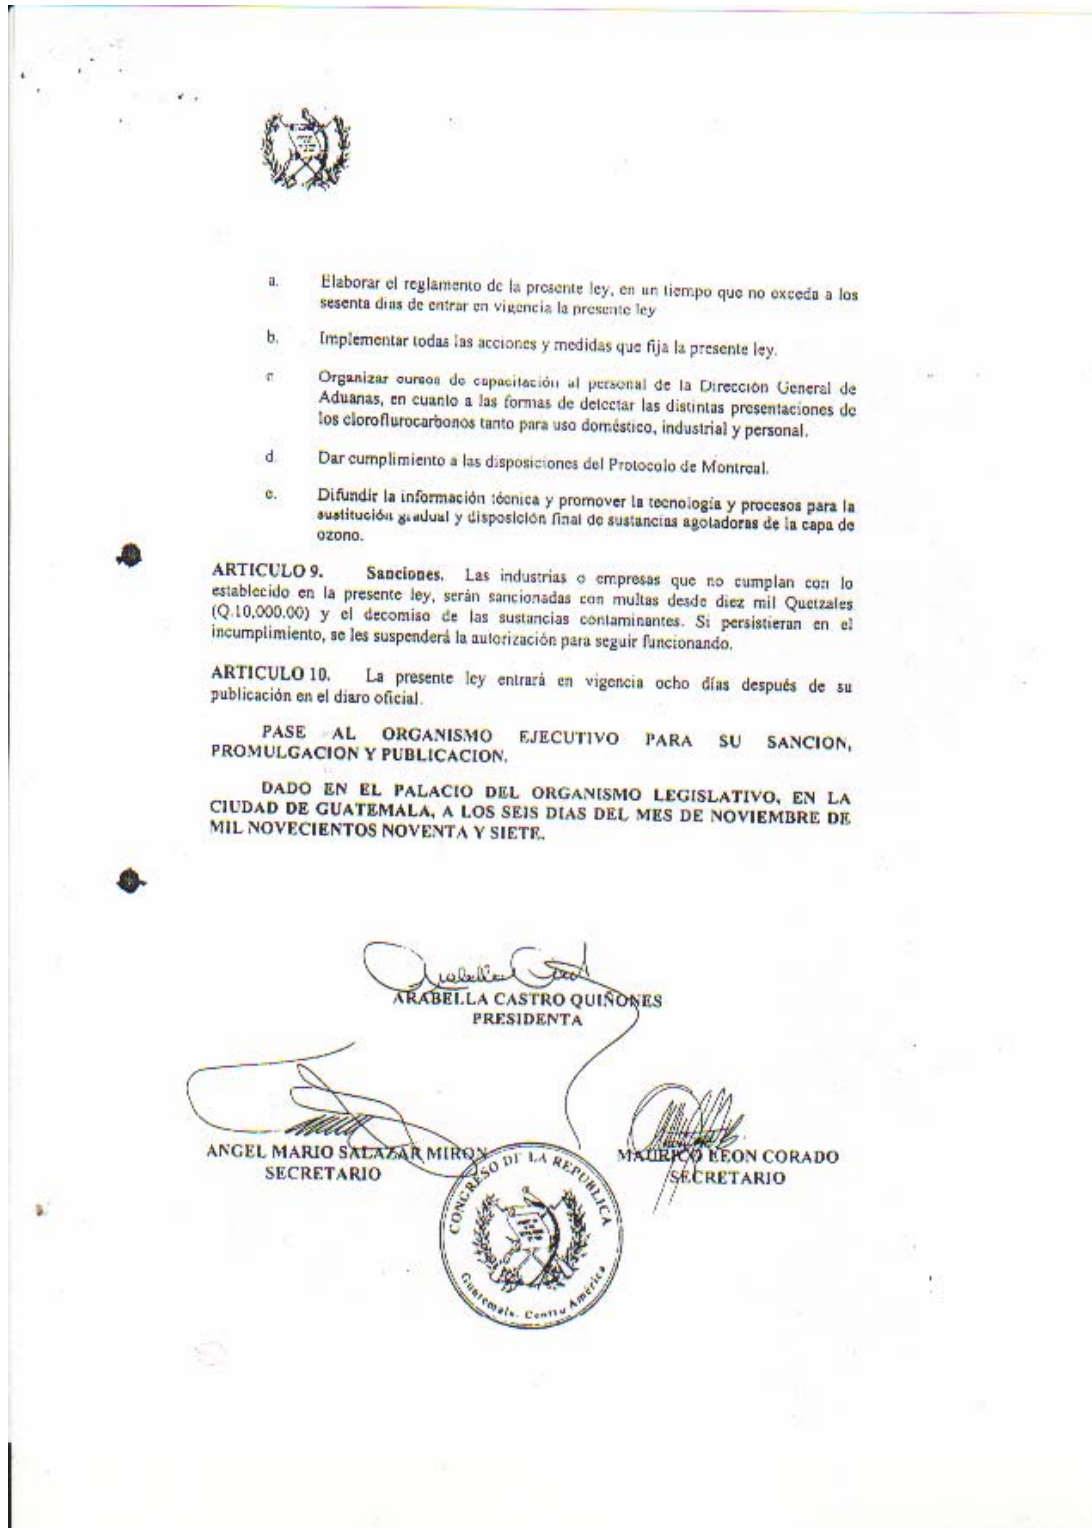 a. Elaborar el reglamento de la presente ley, en un tiempo que no exceda a los
sesenta dias de entrar en vigencia la presente ley
b. Implementar todas las acciones y medidas que fija la presente ley.
c Organizar cursos de capacitación al personal de la Dirección General de
Aduanas, en cuanto a las formas de detectar las distintas presentaciones de
los cloroflurocarbonos tanto para uso doméstico, industrial y personal.
d. Dar cumplimiento a las disposiciones del Protocolo de Montreal.
e. Difundir la información técnica y promover la tecnología y procesos para la
sustitución gradual y disposición final de sustancias agotadoras de la capa de
ozono.
ARTICULO 9. Sanciones. Las industrias o empresas que no cumplan con lo
establecido en la presente ley, serán sancionadas con multas desde diez mil Quetzales
(Q.10,000.00) y el decomiso de las sustancias contaminantes. Si persistieran en el
incumplimiento, se les suspenderá la autorización para seguir funcionando.
ARTICULO 10. La presente ley entrará en vigencia ocho días después de su
publicación en el diaro oficial.
PASE AL ORGANISMO EJECUTIVO PARA SU SANCION,
PROMULGACION Y PUBLICACION.
DADO EN EL PALACIO DEL ORGANISMO LEGISLATIVO, EN LA
CIUDAD DE GUATEMALA, A LOS SEIS DIAS DEL MES DE NOVIEMBRE DE
MIL NOVECIENTOS NOVENTA Y SIETE.
ARABELLA CASTRO QUIÑONES
PRESIDENTA
ANGEL MARIO SALAZAR MIRON
SECRETARIO
MAURICO LEON CORADO
SECRETARIO
CONGRESO DE LA REPUBLICA
Guatemala, Centro América